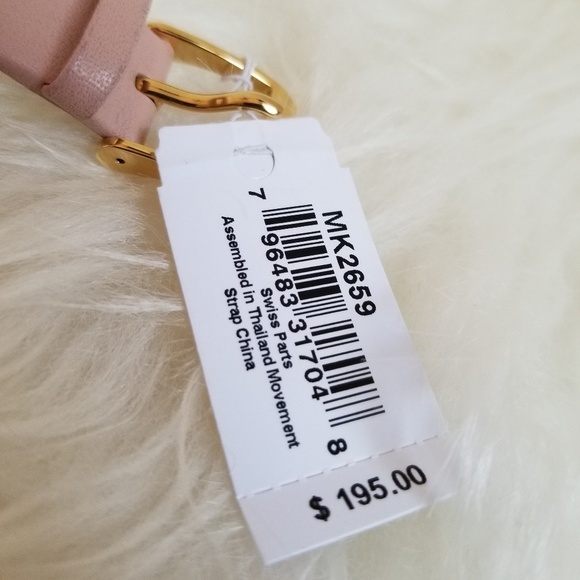 MK2659
7 96483 31704 8
Swiss Parts
Assembled in Thailand Movement
Strap China
$ 195.00